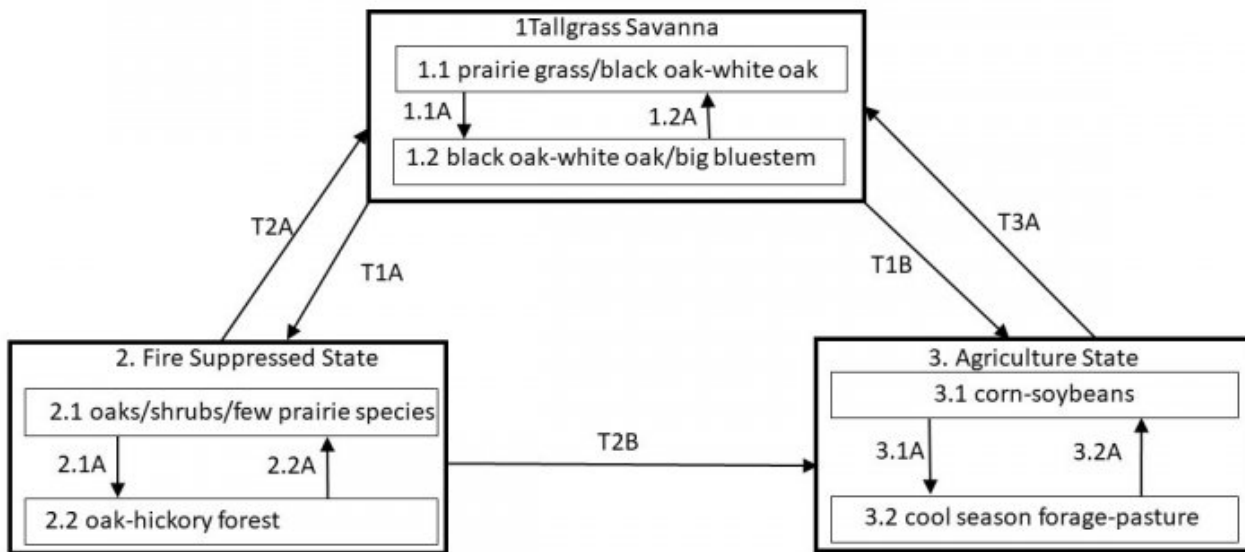 1Tallgrass Savanna
1.1 prairie grass/black oak-white oak
1.1A
1.2A
1.2 black oak-white oak/big bluestem
T2A
T1A
T1B
T3A
2. Fire Suppressed State
2.1 oaks/shrubs/few prairie species
2.1A
2.2A
2.2 oak-hickory forest
T2B
3. Agriculture State
3.1 corn-soybeans
3.1A
3.2A
3.2 cool season forage-pasture